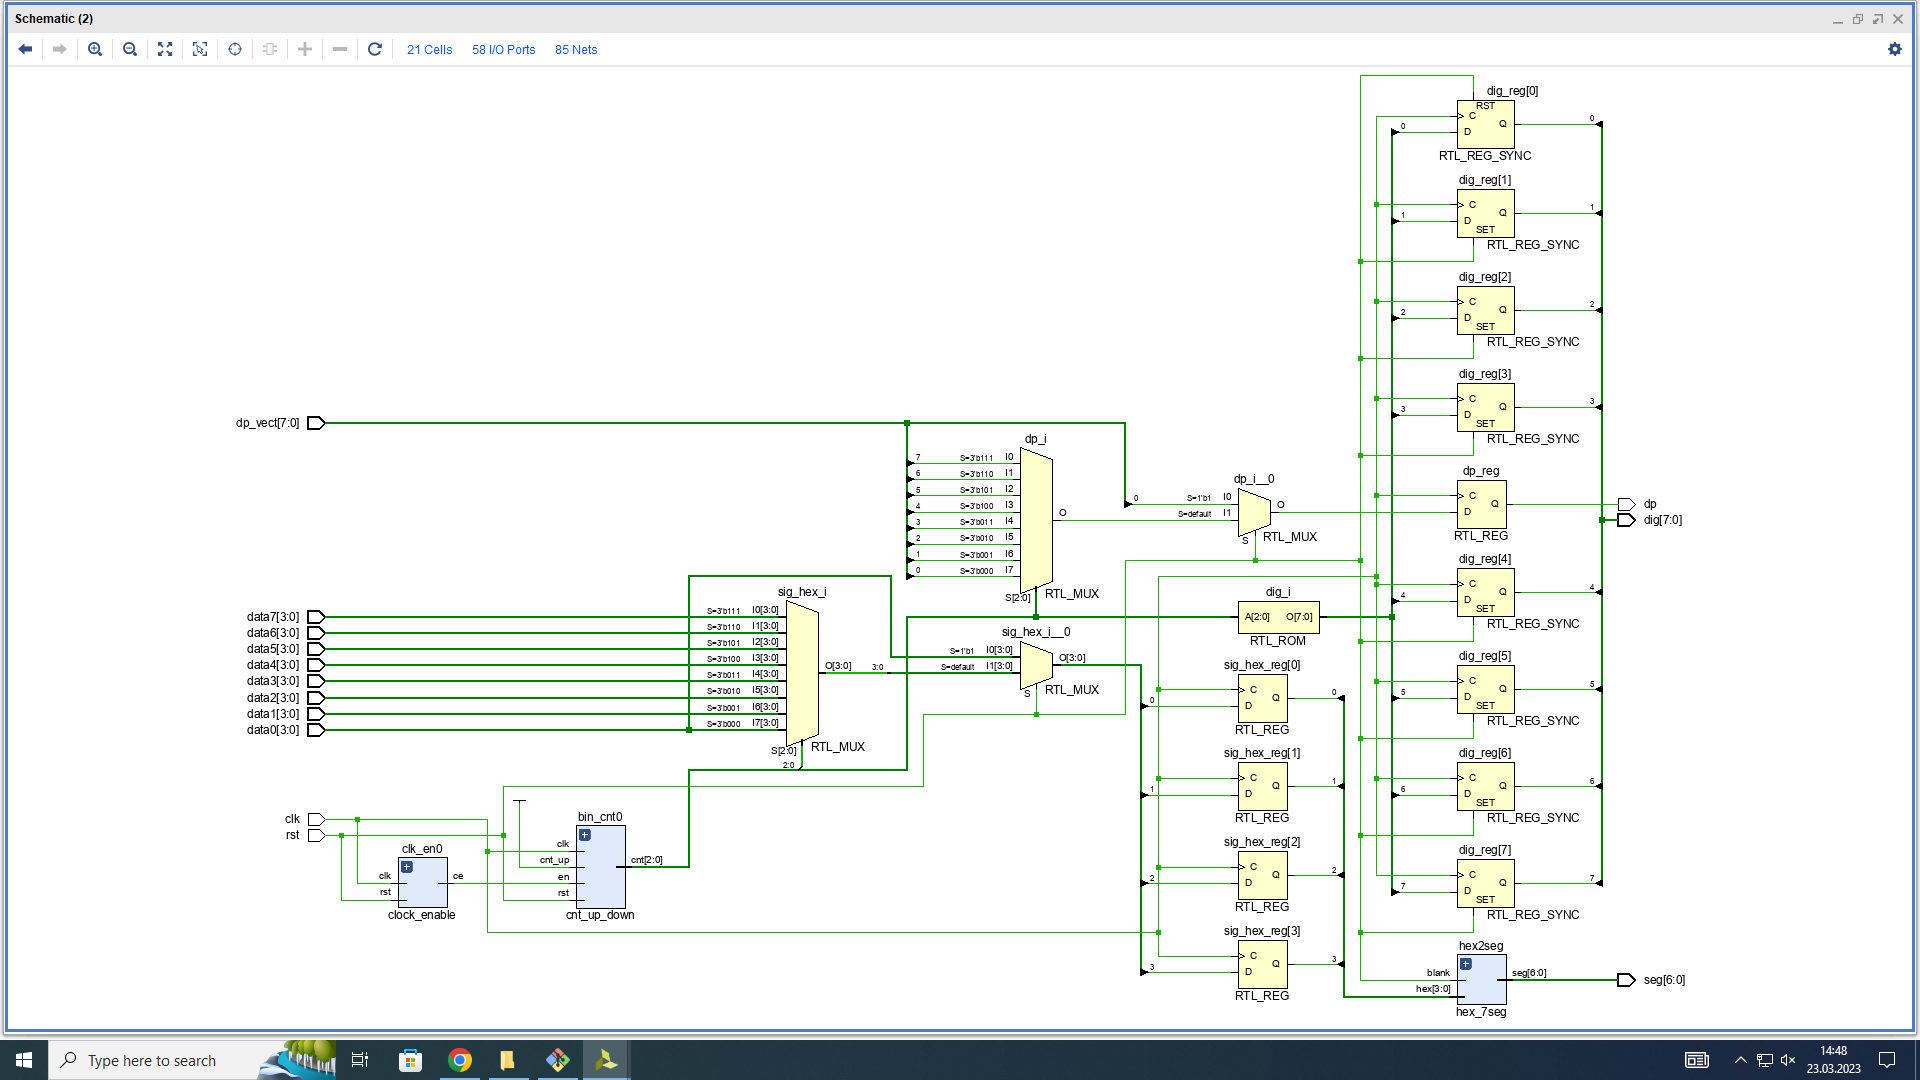 Schematic (2)
21 Cells 58 I/O Ports 85 Nets
dig_reg[0]
RST
C
D
Q
0
0
RTL_REG_SYNC
dig_reg[1]
C
D
Q
SET
1
1
RTL_REG_SYNC
dig_reg[2]
C
D
Q
SET
2
2
RTL_REG_SYNC
dig_reg[3]
C
D
Q
SET
3
3
RTL_REG_SYNC
dp_vect[7:0]
dp_i
7 S=3'b111 I0
6 S=3'b110 I1
5 S=3'b101 I2
4 S=3'b100 I3
3 S=3'b011 I4
2 S=3'b010 I5
1 S=3'b001 I6
0 S=3'b000 I7
O
S[2:0]
RTL_MUX
dp_i__0
0 S=1'b1 I0
S=default I1
O
S
RTL_MUX
dp_reg
C
D
Q
RTL_REG
dp
dig[7:0]
dig_reg[4]
C
D
Q
SET
4
4
RTL_REG_SYNC
sig_hex_i
data7[3:0] S=3'b111 I0[3:0]
data6[3:0] S=3'b110 I1[3:0]
data5[3:0] S=3'b101 I2[3:0]
data4[3:0] S=3'b100 I3[3:0]
data3[3:0] S=3'b011 I4[3:0]
data2[3:0] S=3'b010 I5[3:0]
data1[3:0] S=3'b001 I6[3:0]
data0[3:0] S=3'b000 I7[3:0]
O[3:0] 3:0
S[2:0]
2:0
RTL_MUX
sig_hex_i__0
S=1'b1 I0[3:0]
S=default I1[3:0]
O[3:0]
S
RTL_MUX
dig_i
A[2:0] O[7:0]
RTL_ROM
sig_hex_reg[0]
C
D
Q
0
0
RTL_REG
dig_reg[5]
C
D
Q
SET
5
5
RTL_REG_SYNC
sig_hex_reg[1]
C
D
Q
1
1
RTL_REG
dig_reg[6]
C
D
Q
SET
6
6
RTL_REG_SYNC
clk
rst
clk_en0
clk
rst
ce
clock_enable
bin_cnt0
clk
cnt_up
en
rst
cnt[2:0]
cnt_up_down
sig_hex_reg[2]
C
D
Q
2
2
RTL_REG
dig_reg[7]
C
D
Q
SET
7
7
RTL_REG_SYNC
sig_hex_reg[3]
C
D
Q
3
3
RTL_REG
hex2seg
blank
hex[3:0]
seg[6:0]
hex_7seg
seg[6:0]
Type here to search
14:48
23.03.2023